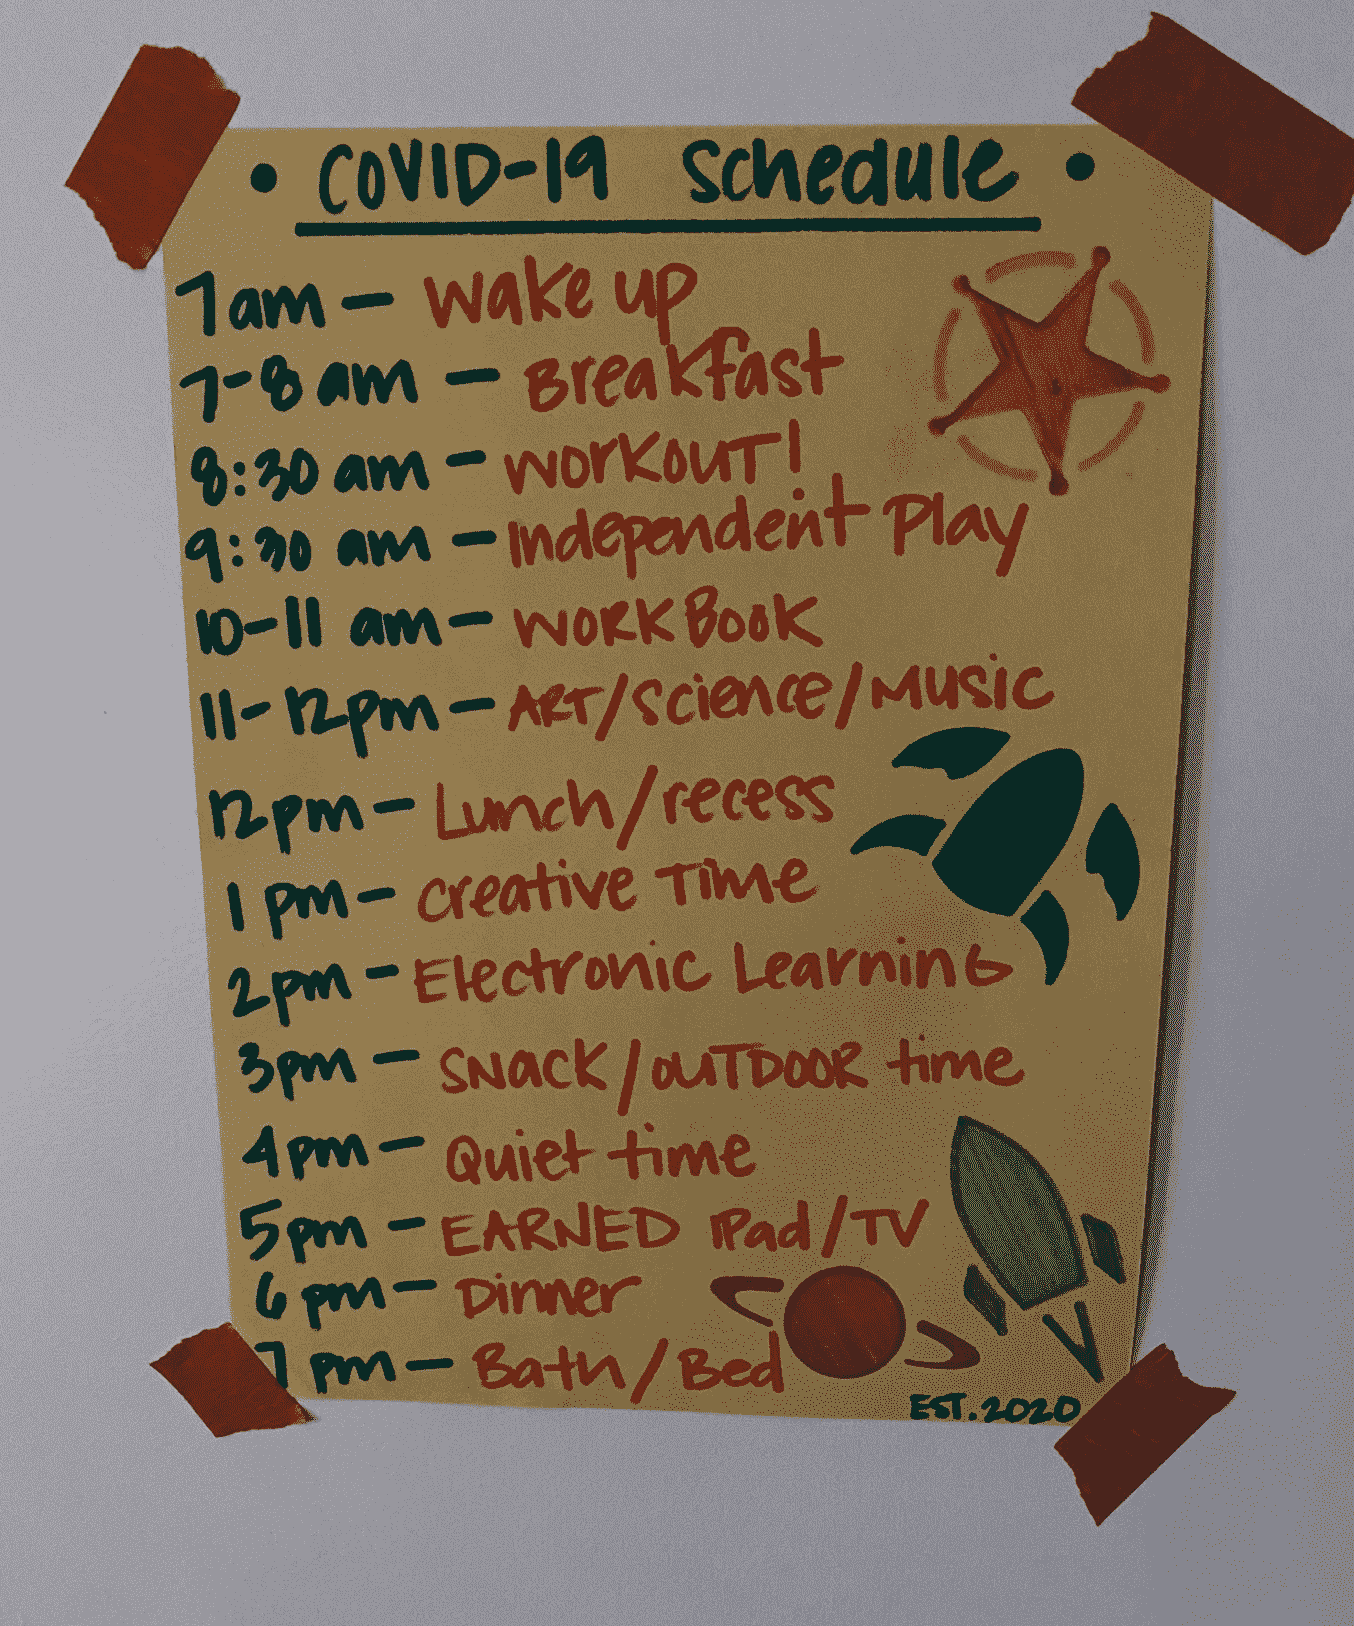 • COVID-19 Schedule •
7am — Wake up
7-8 am — Breakfast
8:30 am — WORKOUT!
9:30 am — Independent Play
10-11 am — WORKBOOK
11-12pm — ART/Science/MUSIC
12pm — Lunch/recess
1 pm — Creative Time
2pm — Electronic Learning
3pm — SNACK/OUTDOOR time
4pm — Quiet time
5pm — EARNED iPad/TV
6 pm — Dinner
7 pm — Bath/Bed
EST. 2020